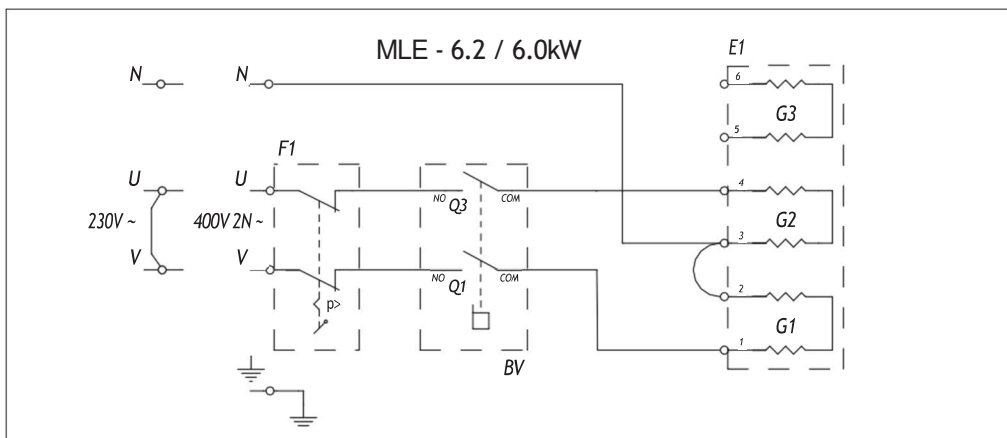 MLE - 6.2 / 6.0kW
E1
N
N
6
G3
5
F1
U
U
NO
Q3
COM
4
230V ~
400V 2N ~
G2
3
V
V
NO
Q1
COM
2
p>
G1
1
BV